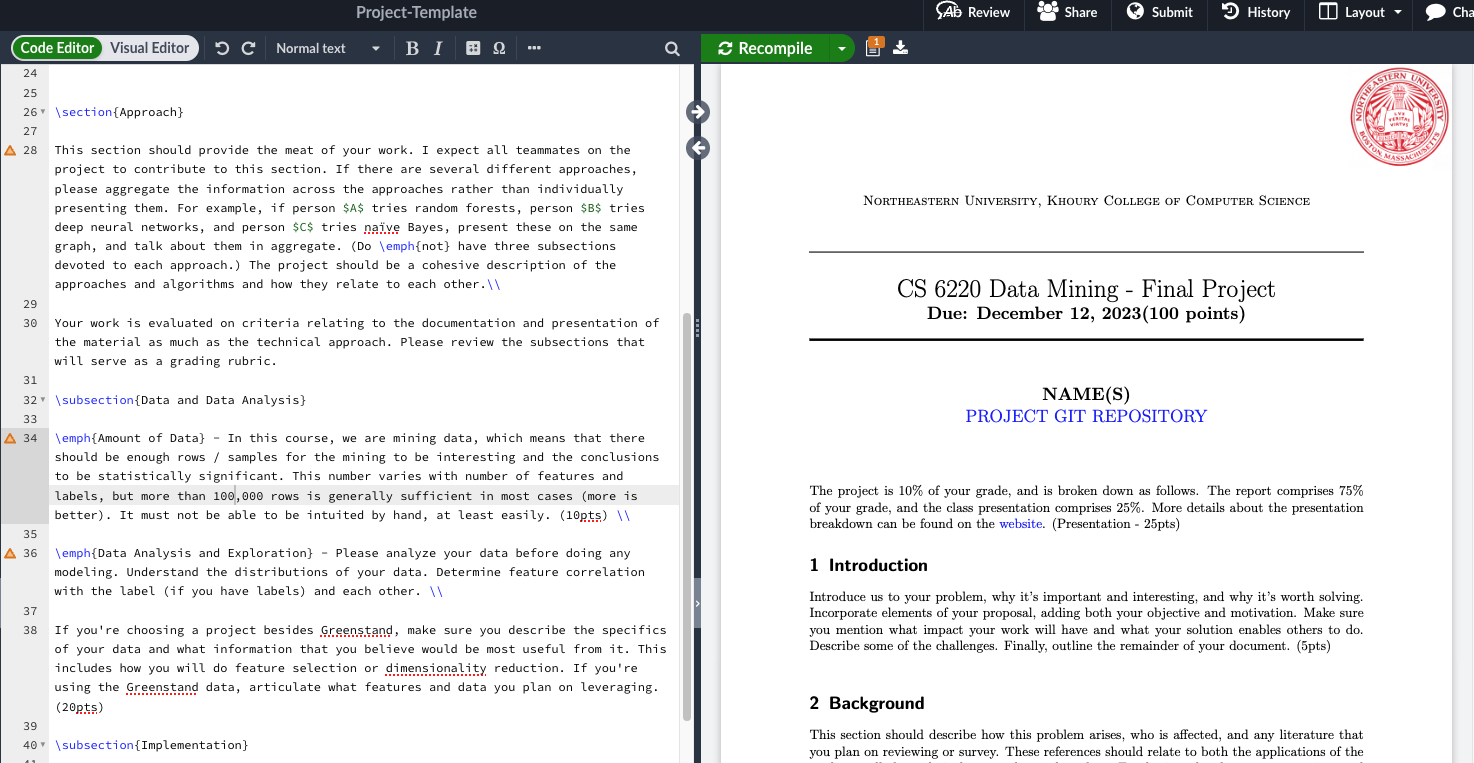 Project-Template
Review
Share
Submit
History
Layout
Cha
Code Editor
Visual Editor
Normal text
B
I
Ω
Recompile
1
24
25
26 \section{Approach}
27
28 This section should provide the meat of your work. I expect all teammates on the
project to contribute to this section. If there are several different approaches,
please aggregate the information across the approaches rather than individually
presenting them. For example, if person $A$ tries random forests, person $B$ tries
deep neural networks, and person $C$ tries naïve Bayes, present these on the same
graph, and talk about them in aggregate. (Do \emph{not} have three subsections
devoted to each approach.) The project should be a cohesive description of the
approaches and algorithms and how they relate to each other.\\
29
30 Your work is evaluated on criteria relating to the documentation and presentation of
the material as much as the technical approach. Please review the subsections that
will serve as a grading rubric.
31
32 \subsection{Data and Data Analysis}
33
34 \emph{Amount of Data} - In this course, we are mining data, which means that there
should be enough rows / samples for the mining to be interesting and the conclusions
to be statistically significant. This number varies with number of features and
labels, but more than 100,000 rows is generally sufficient in most cases (more is
better). It must not be able to be intuited by hand, at least easily. (10pts) \\
35
36 \emph{Data Analysis and Exploration} - Please analyze your data before doing any
modeling. Understand the distributions of your data. Determine feature correlation
with the label (if you have labels) and each other. \\
37
38 If you're choosing a project besides Greenstand, make sure you describe the specifics
of your data and what information that you believe would be most useful from it. This
includes how you will do feature selection or dimensionality reduction. If you're
using the Greenstand data, articulate what features and data you plan on leveraging.
(20pts)
39
40 \subsection{Implementation}
NORTHEASTERN UNIVERSITY
LVX VERITAS VIRTVS
BOSTON, MASSACHUSETTS
Northeastern University, Khoury College of Computer Science
CS 6220 Data Mining - Final Project
Due: December 12, 2023(100 points)
NAME(S)
PROJECT GIT REPOSITORY
The project is 10% of your grade, and is broken down as follows. The report comprises 75%
of your grade, and the class presentation comprises 25%. More details about the presentation
breakdown can be found on the website. (Presentation - 25pts)
1 Introduction
Introduce us to your problem, why it's important and interesting, and why it's worth solving.
Incorporate elements of your proposal, adding both your objective and motivation. Make sure
you mention what impact your work will have and what your solution enables others to do.
Describe some of the challenges. Finally, outline the remainder of your document. (5pts)
2 Background
This section should describe how this problem arises, who is affected, and any literature that
you plan on reviewing or survey. These references should relate to both the applications of the